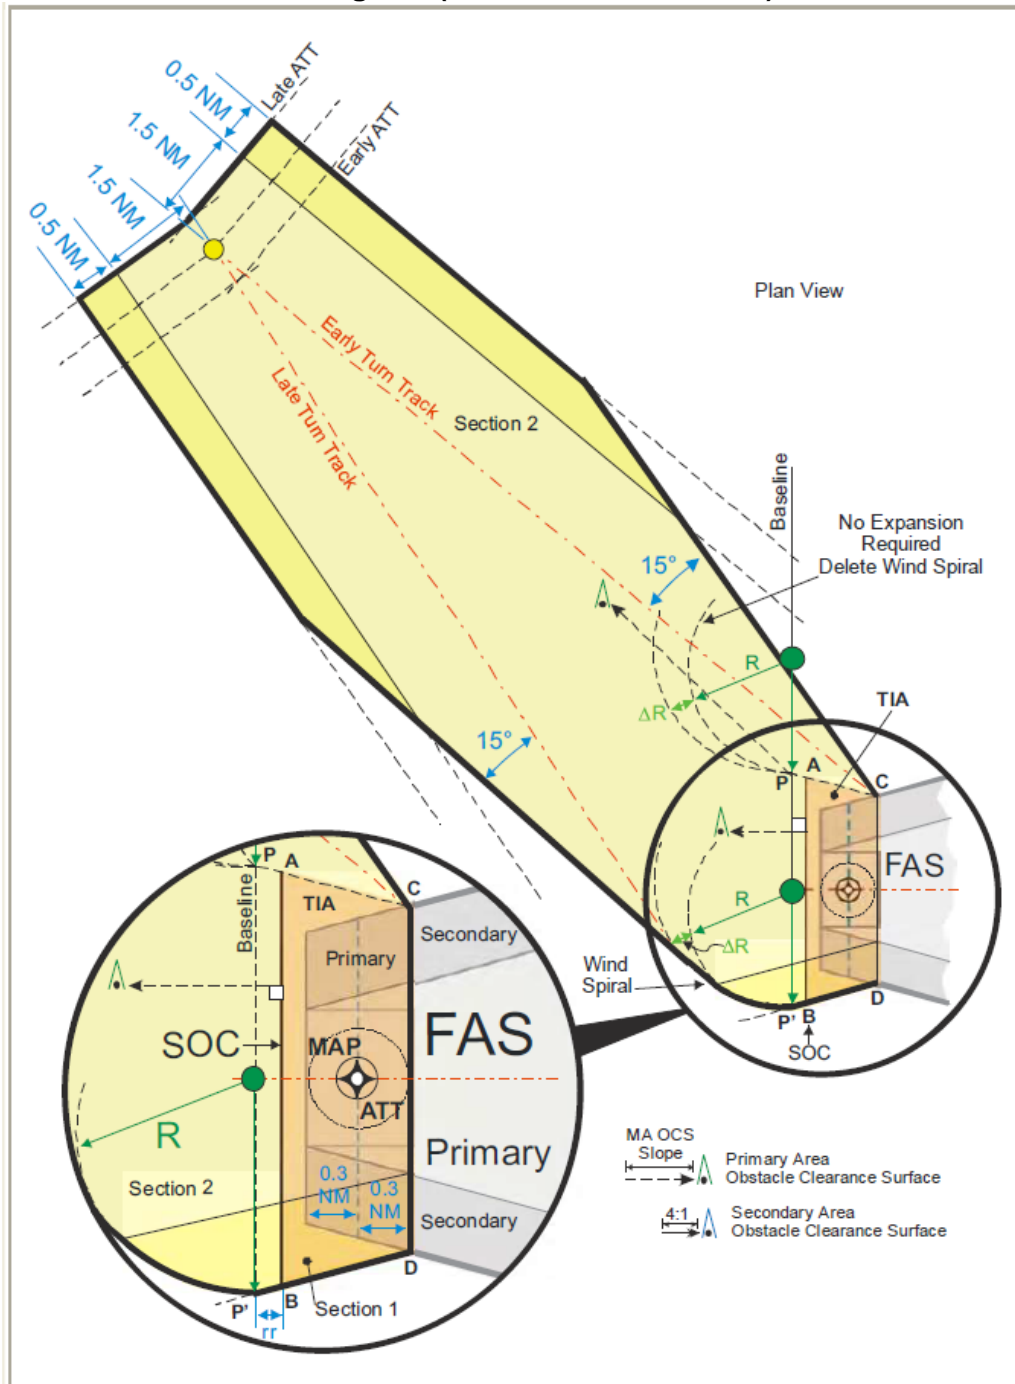 Late ATT
0.5 NM
Early ATT
1.5 NM
1.5 NM
0.5 NM
Plan View
Early Turn Track
Late Turn Track
Section 2
Baseline
No Expansion
Required
Delete Wind Spiral
15°
R
ΔR
TIA
15°
A
P
C
FAS
R
ΔR
Wind
Spiral
D
P' B
SOC
P A
C
TIA
Baseline
Secondary
Primary
SOC
FAS
MAP
ATT
R
Primary
Section 2
0.3
NM
0.3
NM
Secondary
D
B
P'
Section 1
rr
MA OCS
Slope
Primary Area
Obstacle Clearance Surface
4:1
Secondary Area
Obstacle Clearance Surface